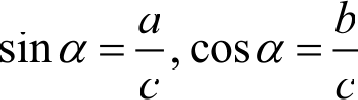 sin α = a/c, cos α = b/c